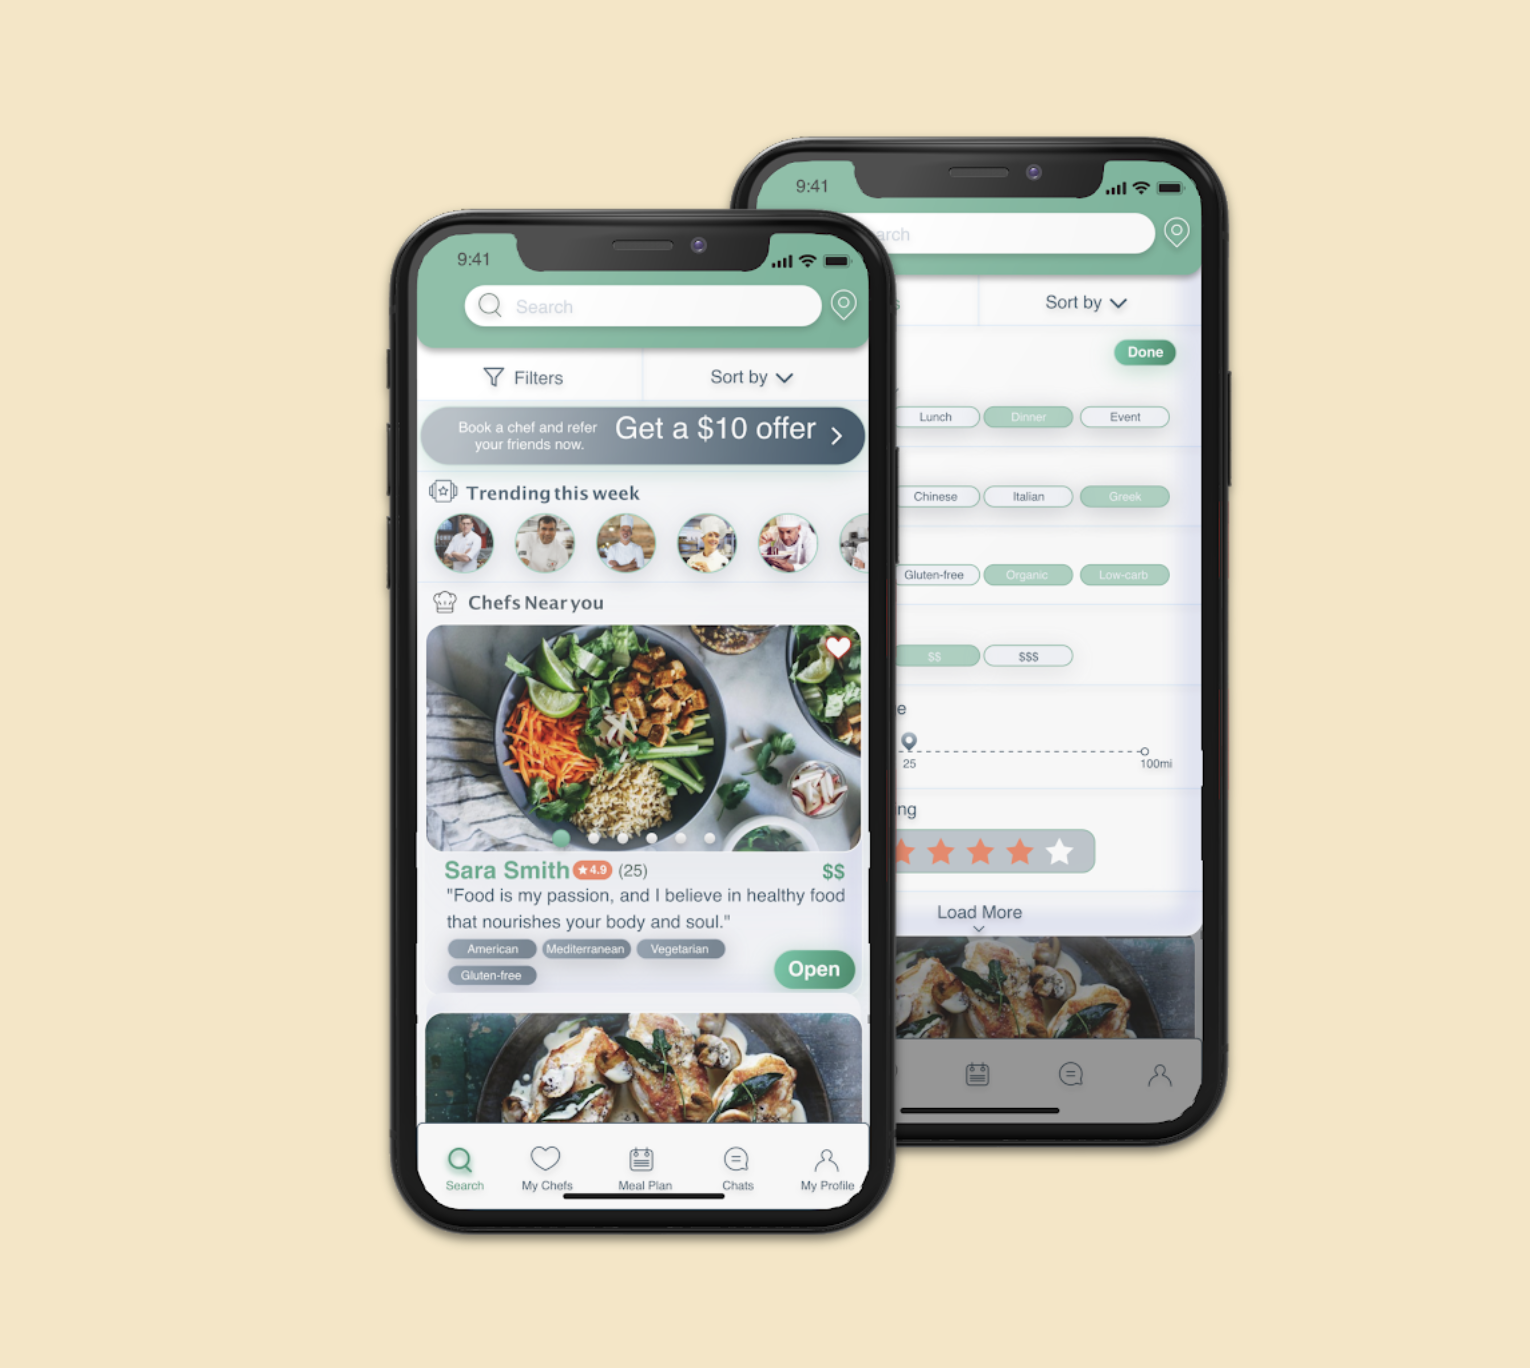 9:41
Search
Filters
Sort by
Book a chef and refer
your friends now.
Get a $10 offer
Trending this week
Chefs Near you
Sara Smith
4.9
(25)
$$
"Food is my passion, and I believe in healthy food
that nourishes your body and soul."
American
Mediterranean
Vegetarian
Gluten-free
Open
Search
My Chefs
Meal Plan
Chats
My Profile
9:41
arch
s
Sort by
Done
Lunch
Dinner
Event
Chinese
Italian
Greek
Gluten-free
Organic
Low-carb
$$
$$$
e
25
100mi
ng
Load More